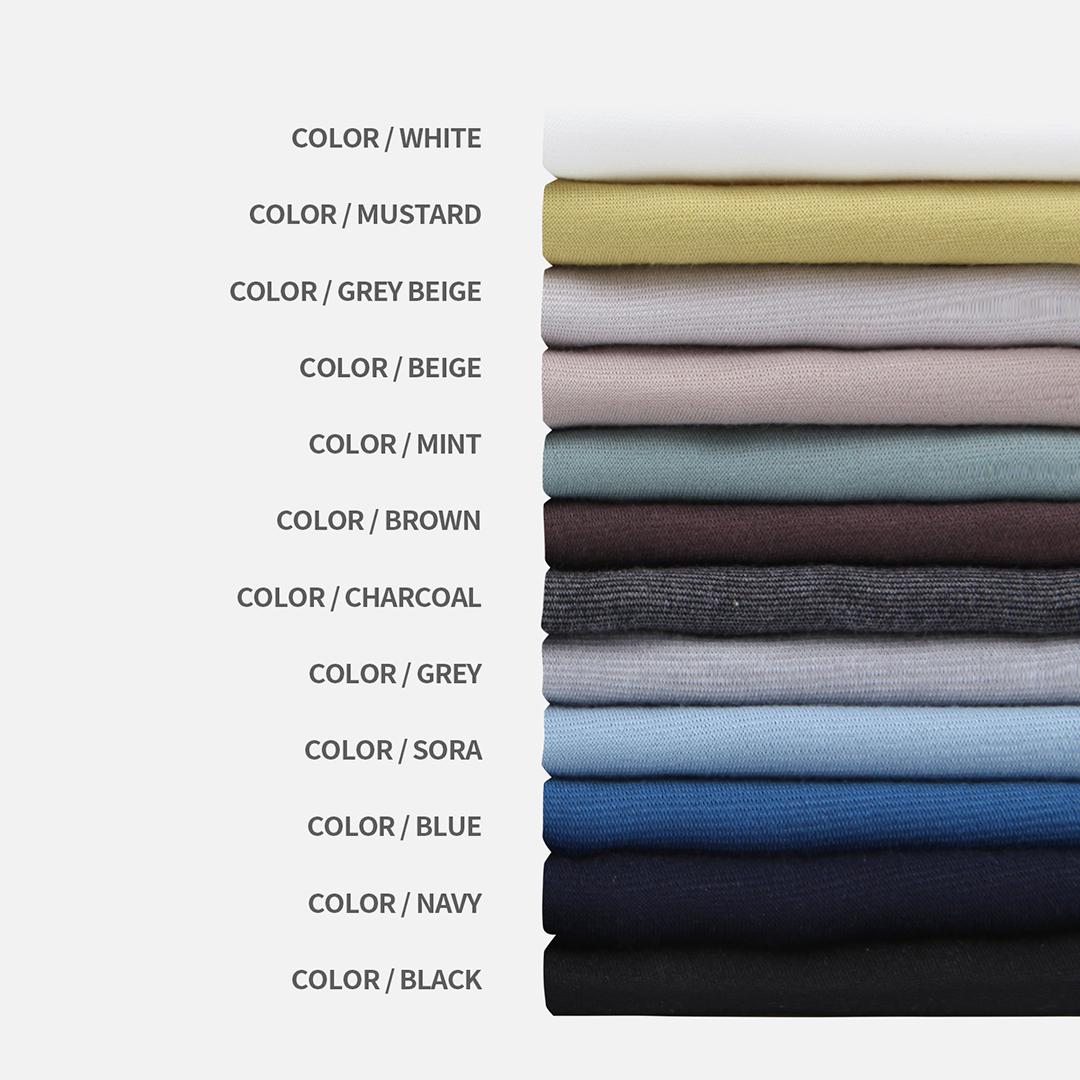 COLOR / WHITE
COLOR / MUSTARD
COLOR / GREY BEIGE
COLOR / BEIGE
COLOR / MINT
COLOR / BROWN
COLOR / CHARCOAL
COLOR / GREY
COLOR / SORA
COLOR / BLUE
COLOR / NAVY
COLOR / BLACK